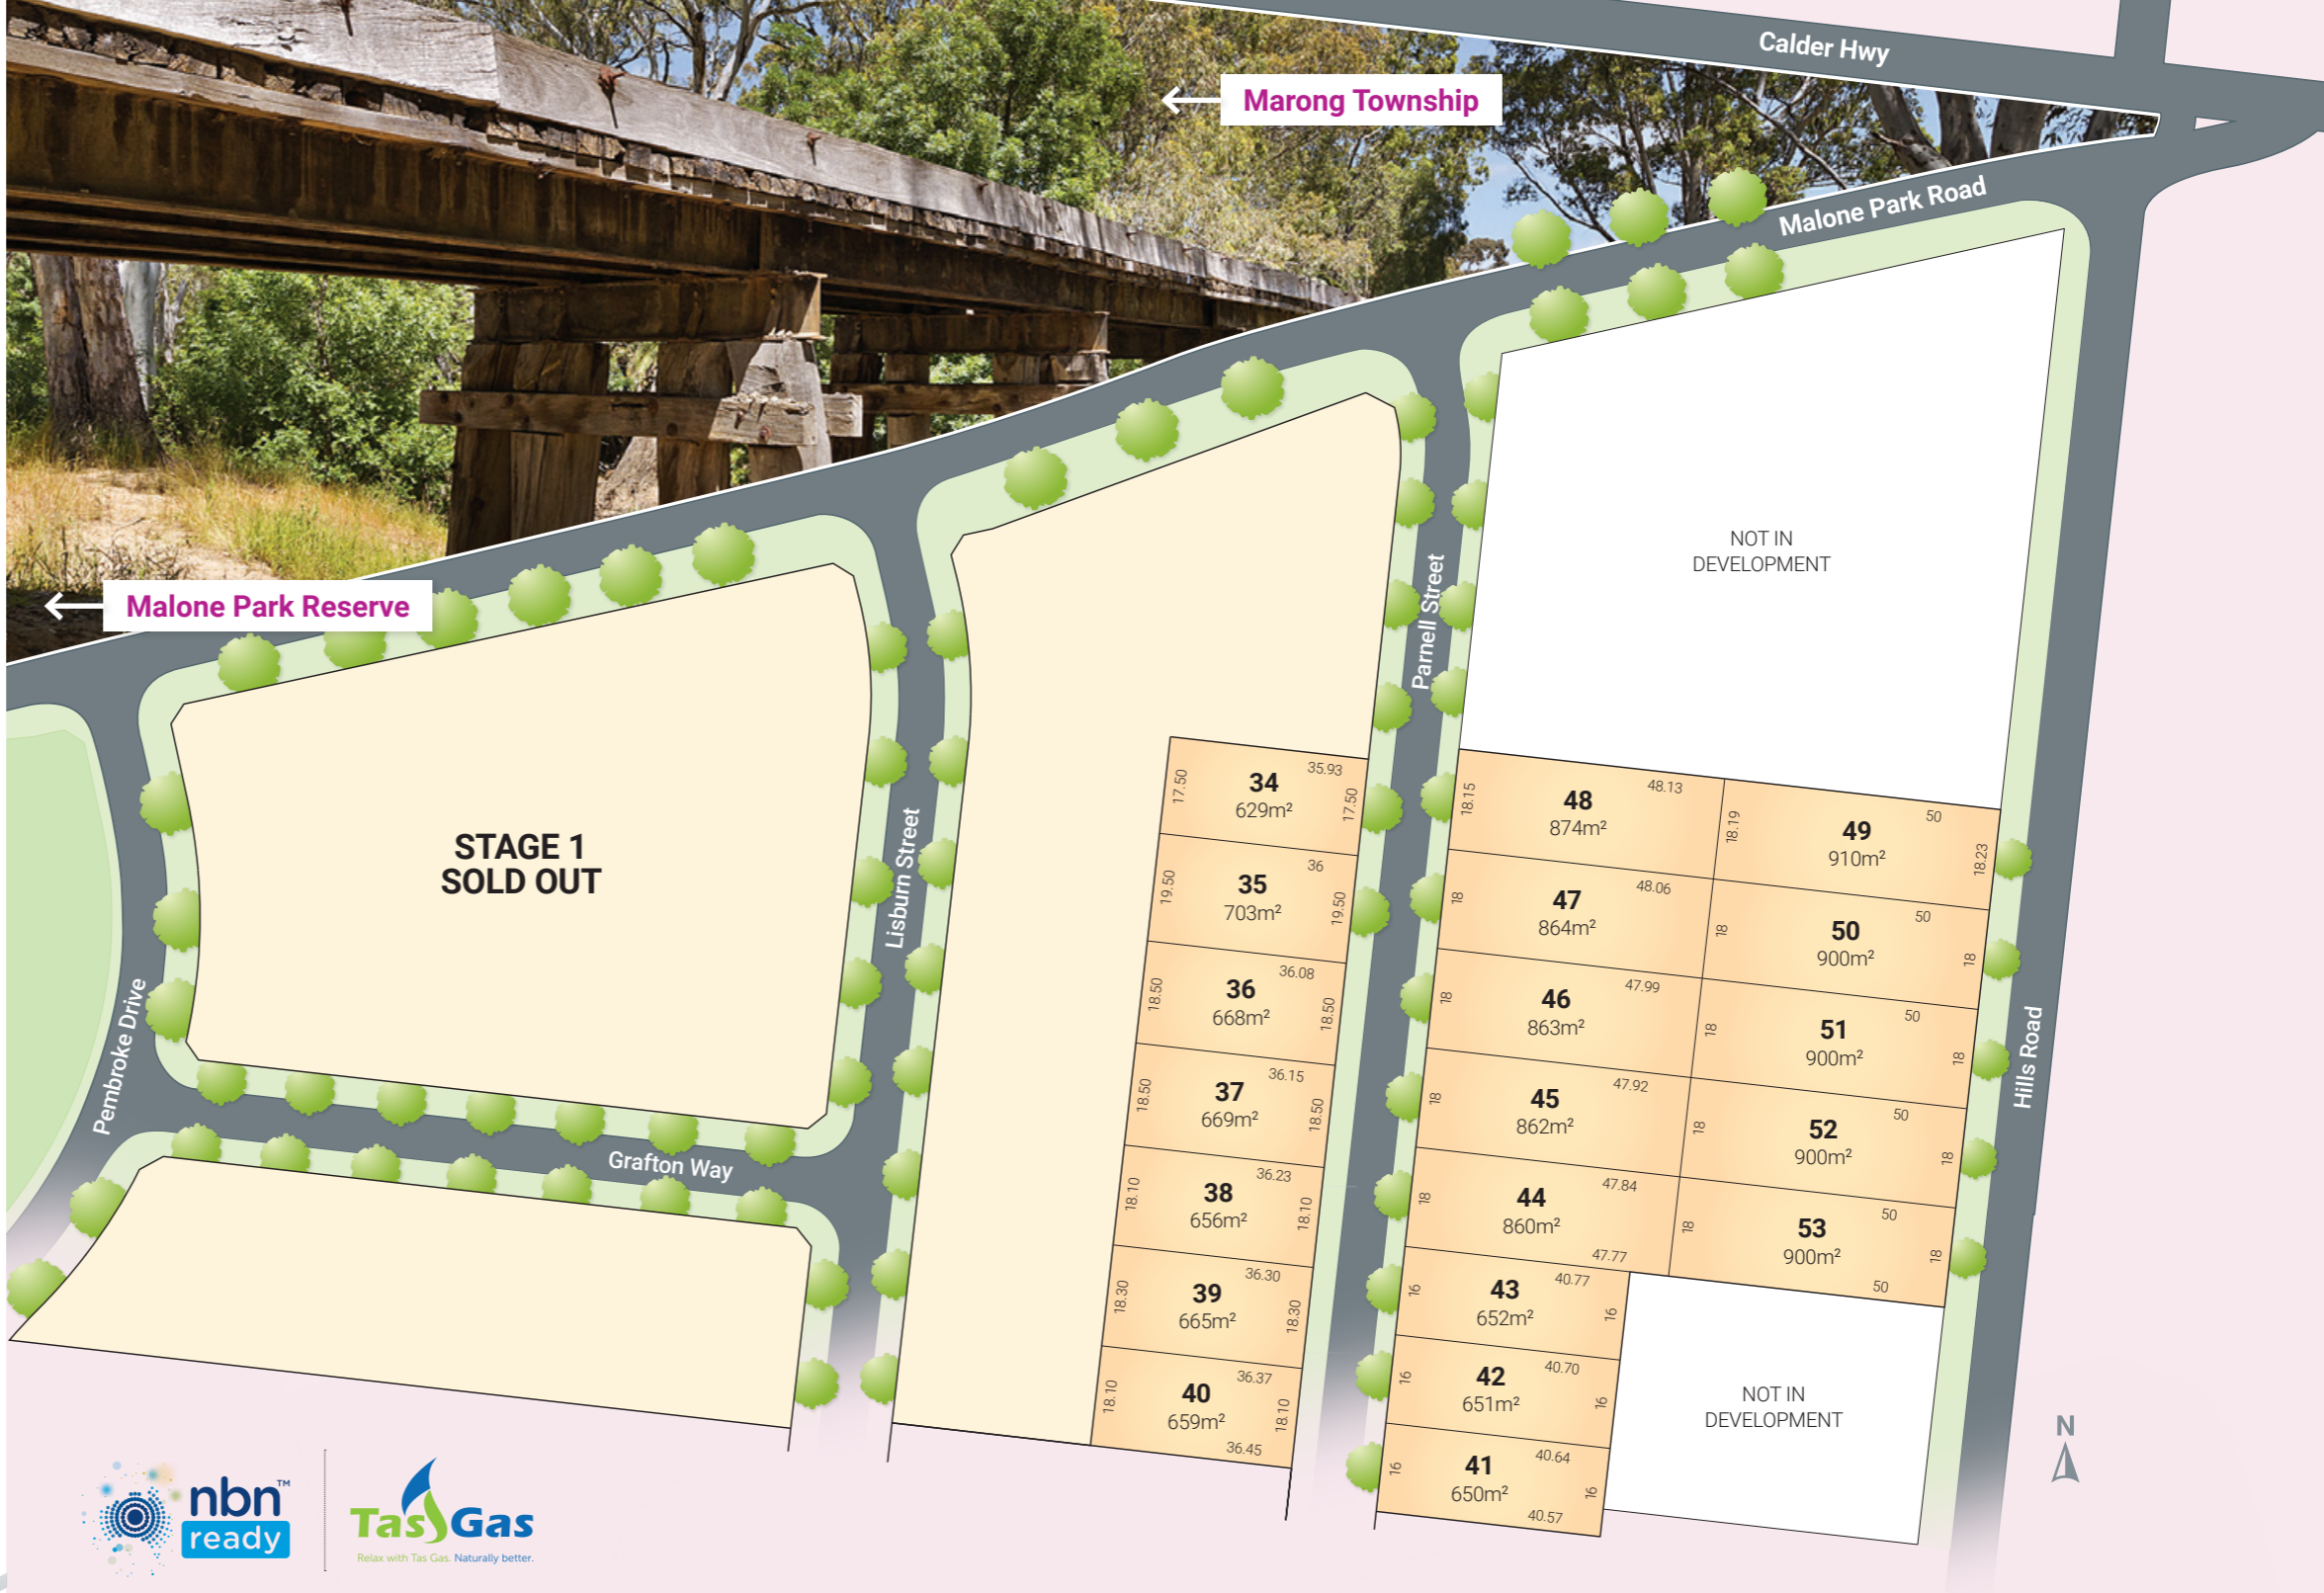 Calder Hwy
Marong Township
Malone Park Road
Malone Park Reserve
NOT IN
DEVELOPMENT
Parnell Street
STAGE 1
SOLD OUT
Lisburn Street
Pembroke Drive
Grafton Way
Hills Road
34
629m²
35.93
17.50
17.50
35
703m²
36
19.50
19.50
36
668m²
36.08
18.50
18.50
37
669m²
36.15
18.50
18.50
38
656m²
36.23
18.10
18.10
39
665m²
36.30
18.30
18.30
40
659m²
36.37
18.10
18.10
36.45
48
874m²
48.13
18.15
18.19
49
910m²
50
18.23
47
864m²
48.06
18
18
50
900m²
50
18
46
863m²
47.99
18
18
51
900m²
50
18
45
862m²
47.92
18
18
52
900m²
50
18
44
860m²
47.84
18
18
47.77
53
900m²
50
18
50
43
652m²
40.77
16
16
42
651m²
40.70
16
16
41
650m²
40.64
16
16
40.57
NOT IN
DEVELOPMENT
N
nbn™
ready
Tas Gas
Relax with Tas Gas. Naturally better.